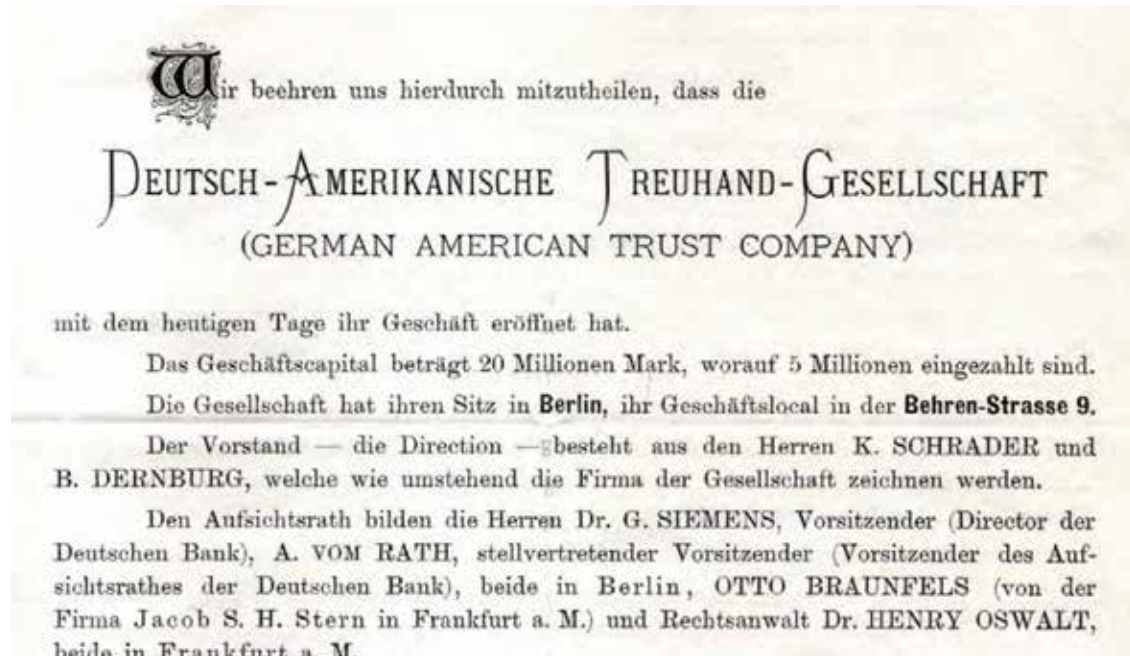 Wir beehren uns hierdurch mitzutheilen, dass die
DEUTSCH-AMERIKANISCHE TREUHAND-GESELLSCHAFT
(GERMAN AMERICAN TRUST COMPANY)
mit dem heutigen Tage ihr Geschäft eröffnet hat.
Das Geschäftscapital beträgt 20 Millionen Mark, worauf 5 Millionen eingezahlt sind.
Die Gesellschaft hat ihren Sitz in Berlin, ihr Geschäftslocal in der Behren-Strasse 9.
Der Vorstand — die Direction — besteht aus den Herren K. SCHRADER und
B. DERNBURG, welche wie umstehend die Firma der Gesellschaft zeichnen werden.
Den Aufsichtsrath bilden die Herren Dr. G. SIEMENS, Vorsitzender (Director der
Deutschen Bank), A. VOM RATH, stellvertretender Vorsitzender (Vorsitzender des Auf-
sichtsrathes der Deutschen Bank), beide in Berlin, OTTO BRAUNFELS (von der
Firma Jacob S. H. Stern in Frankfurt a. M.) und Rechtsanwalt Dr. HENRY OSWALT,
beide in Frankfurt a. M.